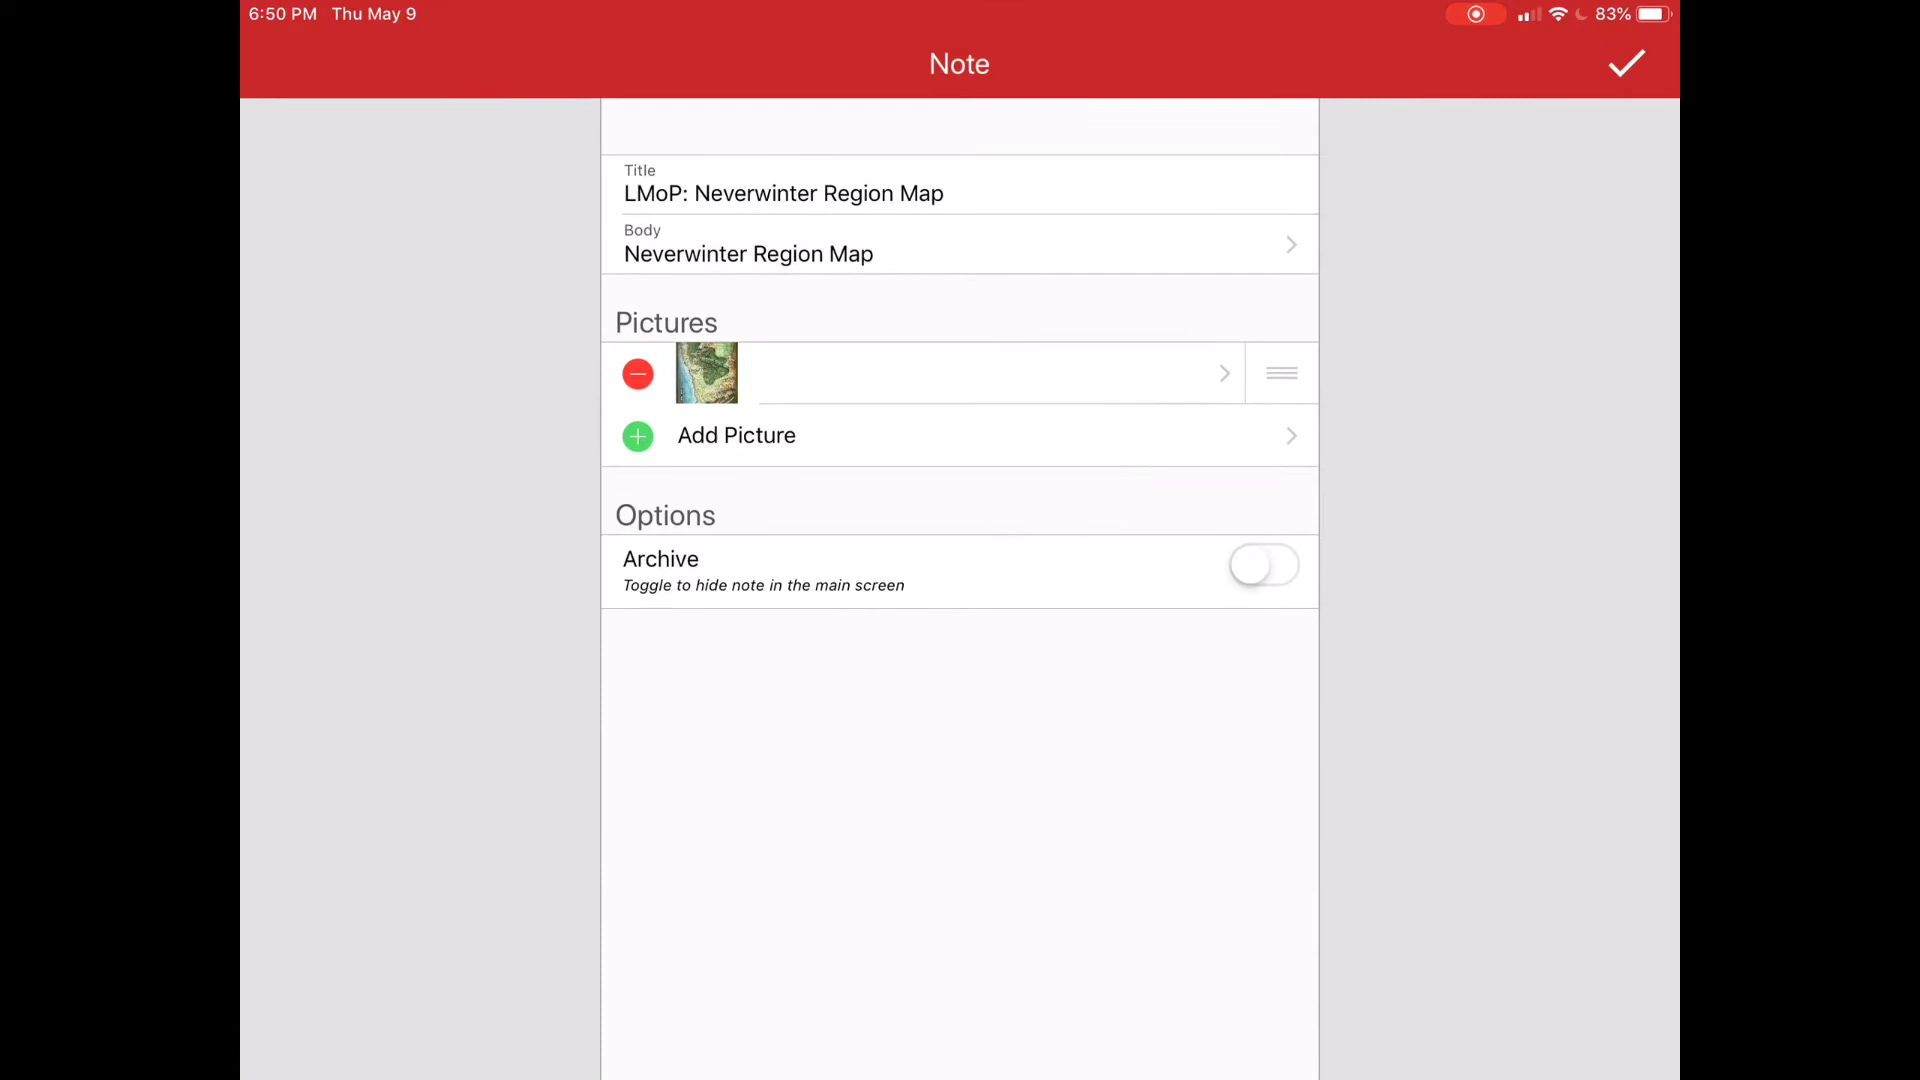 6:50 PM Thu May 9
83%
Note
Title
LMoP: Neverwinter Region Map
Body
Neverwinter Region Map
Pictures
Add Picture
Options
Archive
Toggle to hide note in the main screen